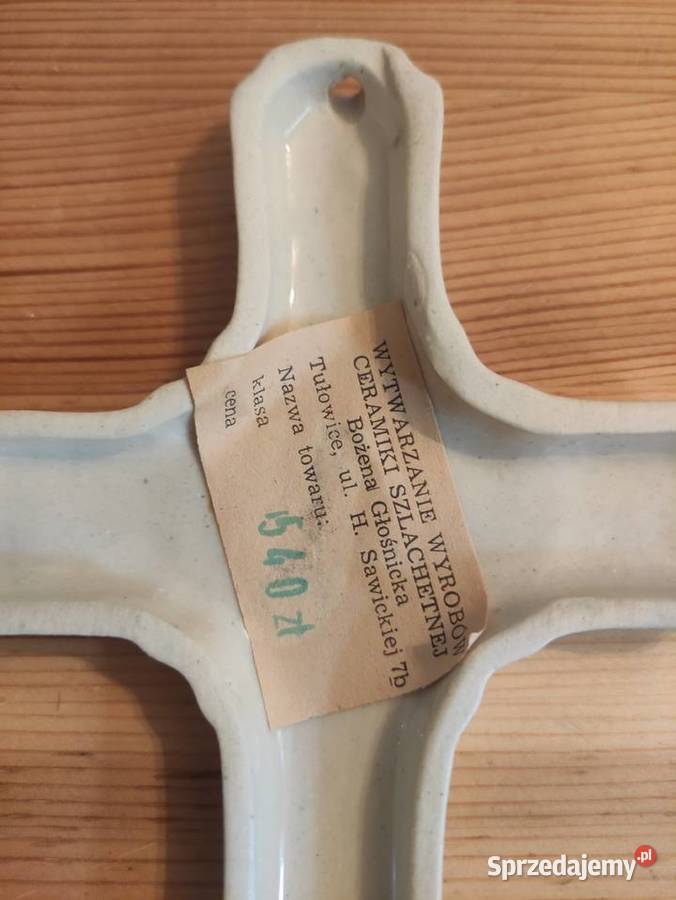 WYTWARZANIE WYROBÓW
CERAMIKI SZLACHETNEJ
Bożena Głośnicka
Tułowice, ul. H. Sawickiej 7b
Nazwa towaru:
klasa
cena
540 zł
Sprzedajemy.pl